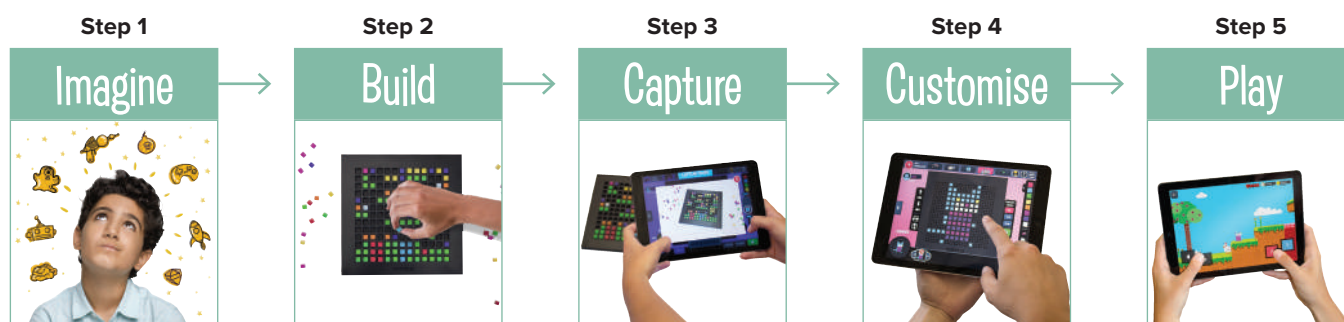 Step 1
Imagine
Step 2
Build
Step 3
Capture
Step 4
Customise
Step 5
Play